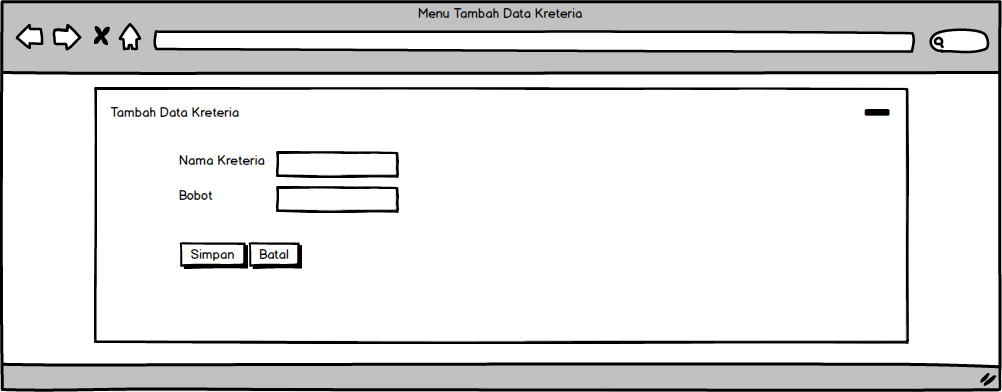 Menu Tambah Data Kreteria
Tambah Data Kreteria
Nama Kreteria
Bobot
Simpan Batal